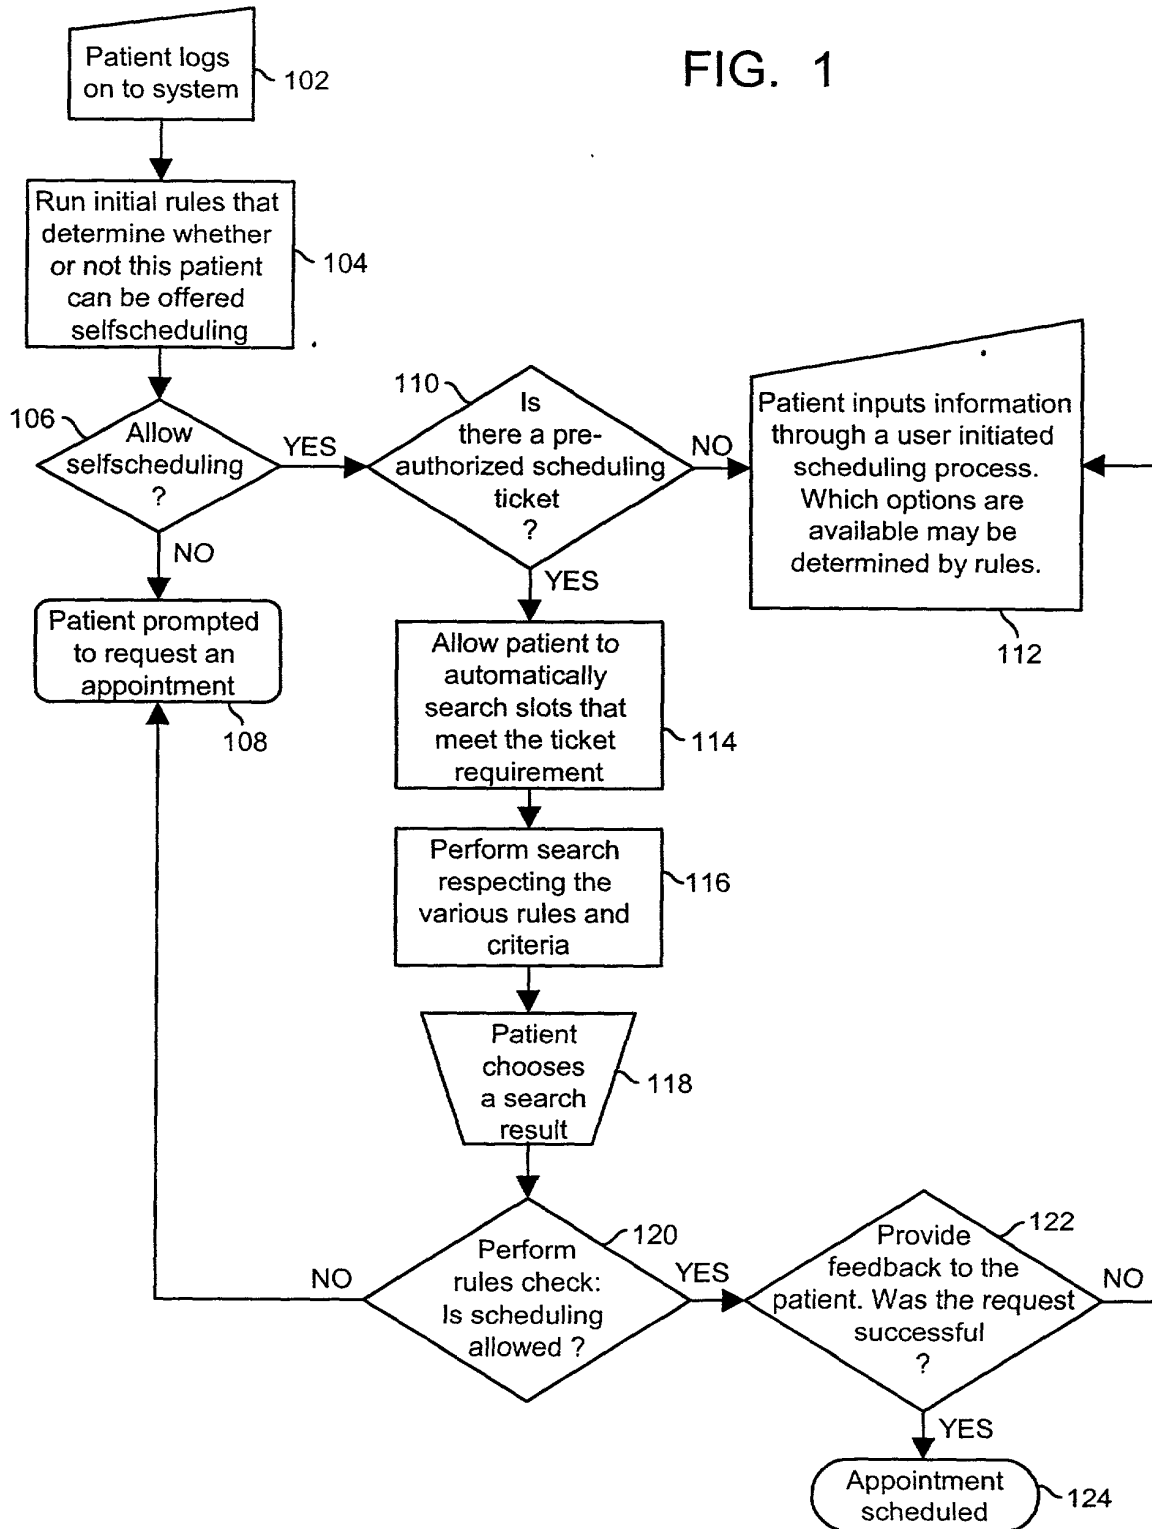 FIG. 1
Patient logs
on to system
102
Run initial rules that
determine whether
or not this patient
can be offered
selfscheduling
104
106
Allow
selfscheduling
?
YES
NO
Patient prompted
to request an
appointment
108
110
Is
there a pre-
authorized scheduling
ticket
?
NO
YES
Patient inputs information
through a user initiated
scheduling process.
Which options are
available may be
determined by rules.
112
Allow patient to
automatically
search slots that
meet the ticket
requirement
114
Perform search
respecting the
various rules and
criteria
116
Patient
chooses
a search
result
118
120
Perform
rules check:
Is scheduling
allowed ?
NO
YES
122
Provide
feedback to the
patient. Was the request
successful
?
NO
YES
Appointment
scheduled
124